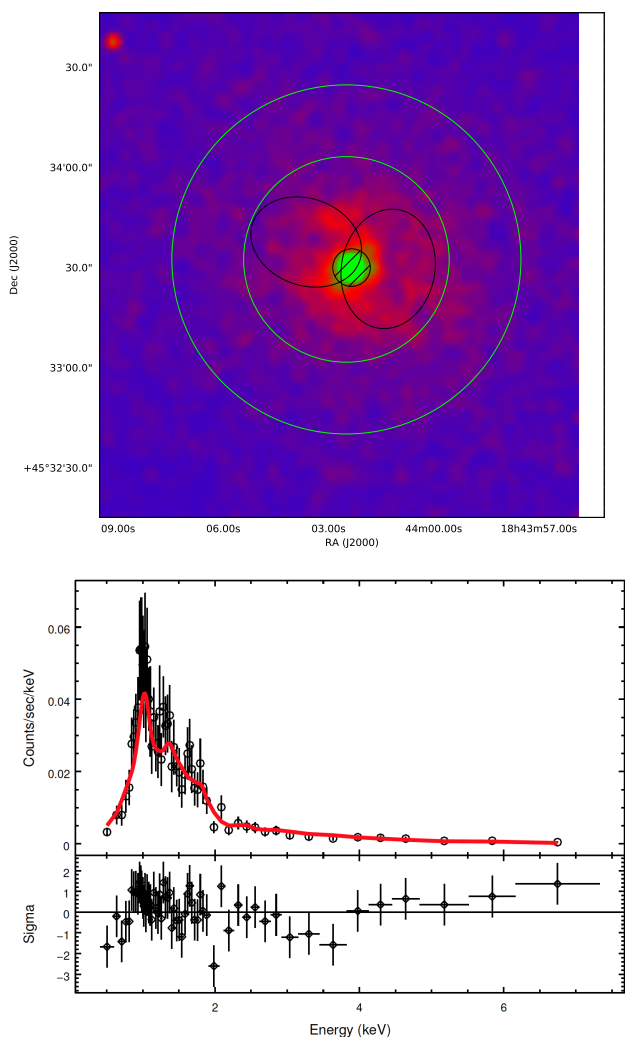 30.0"
34'00.0"
Dec (J2000)
30.0"
33'00.0"
+45°32'30.0"
09.00s 06.00s 03.00s 44m00.00s 18h43m57.00s
RA (J2000)
0.06
0.04
Counts/sec/keV
0.02
0
2
1
0
Sigma
−1
−2
−3
2 4 6
Energy (keV)